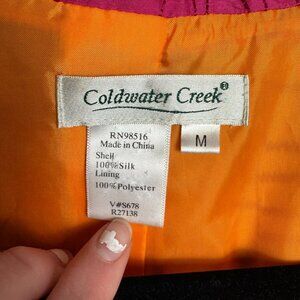 Coldwater Creek®
RN98516
Made in China
M
Shell
100%Silk
Lining
100%Polyester
V#S678
R27138